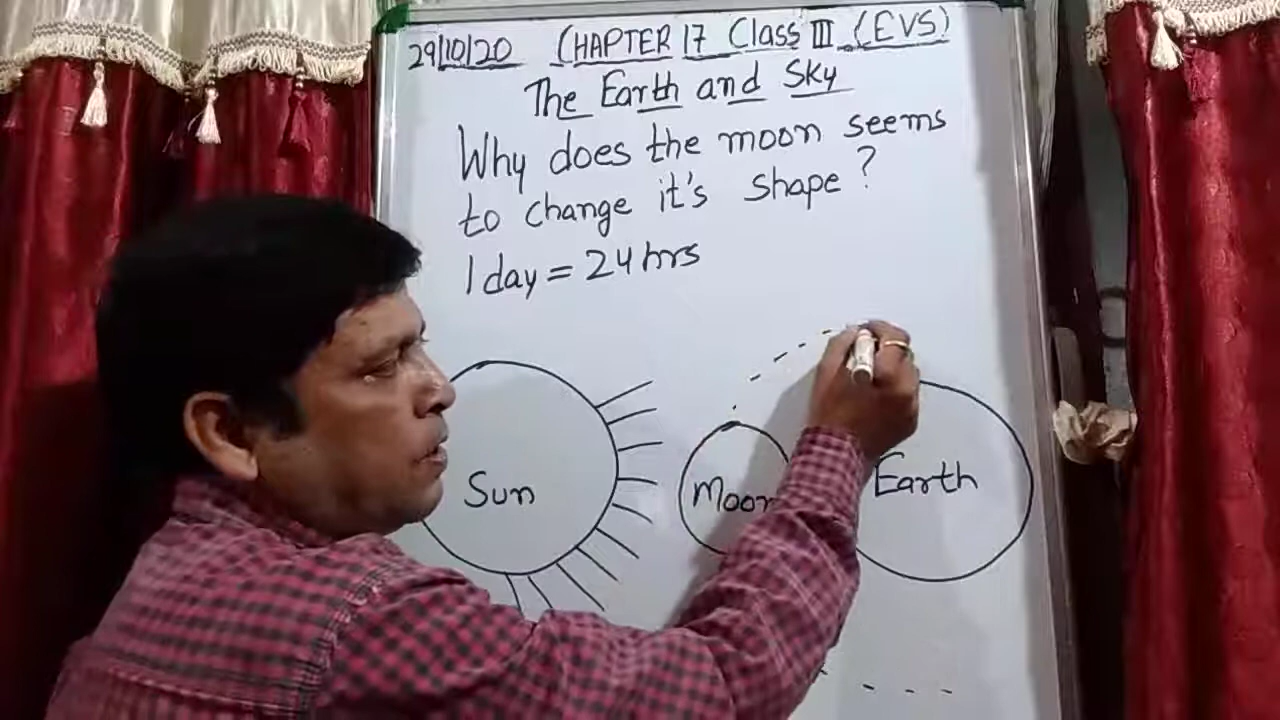 29/10/20 CHAPTER 17 Class III (EVS)
The Earth and Sky
Why does the moon seems
to change it's shape?
1 day = 24 hrs
Sun
Moon
Earth